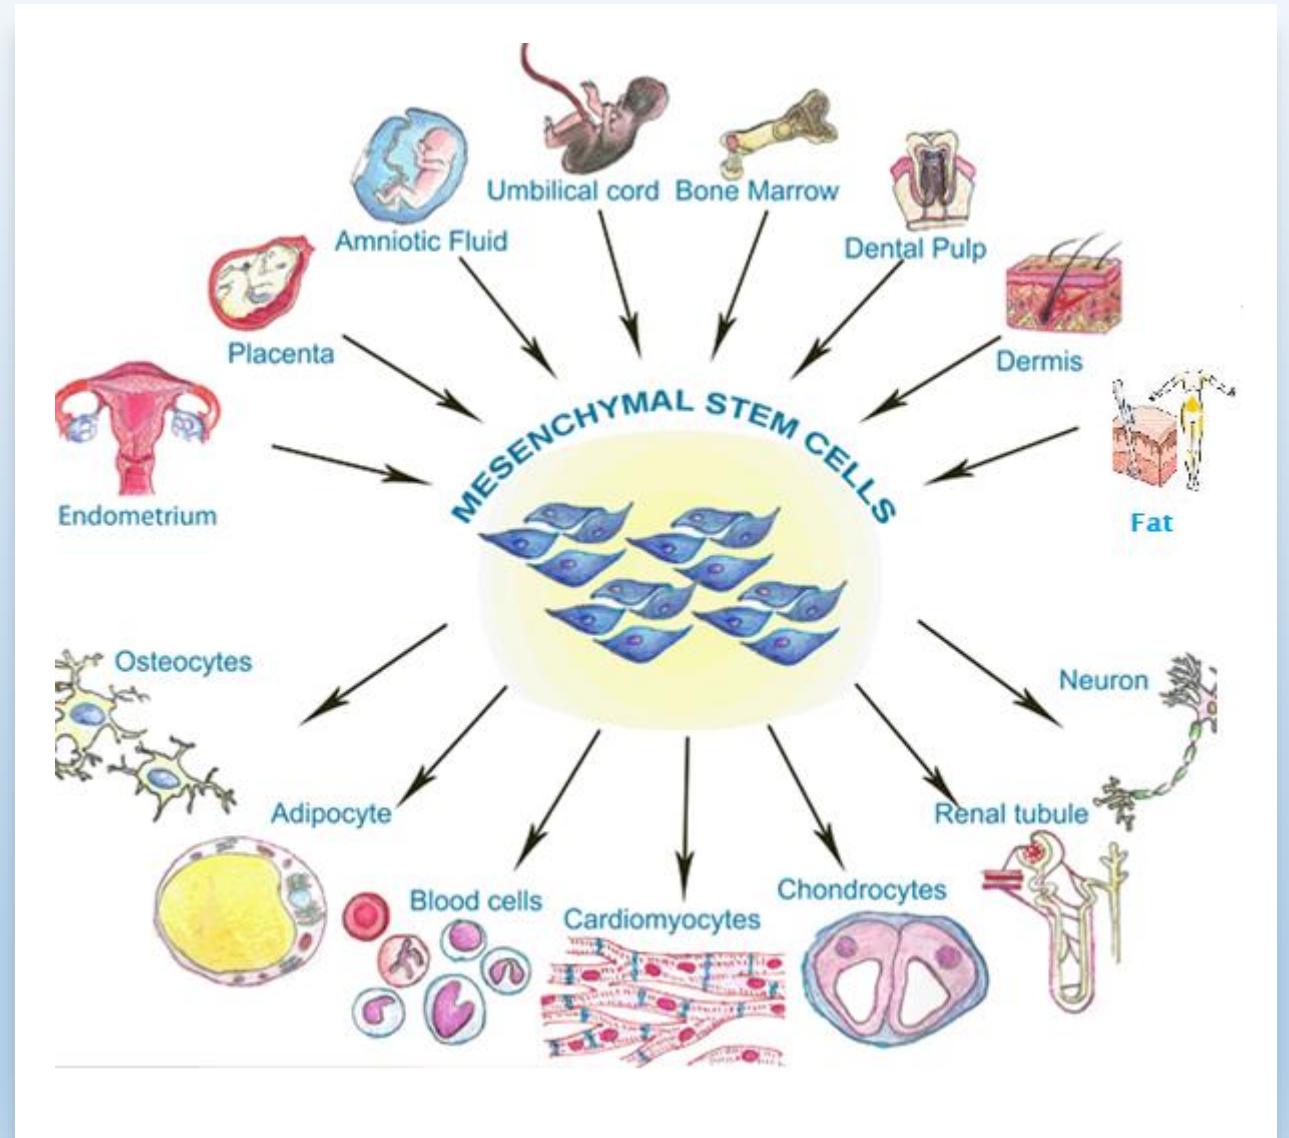 Umbilical cord
Bone Marrow
Amniotic Fluid
Dental Pulp
Placenta
Dermis
MESENCHYMAL STEM CELLS
Endometrium
Fat
Osteocytes
Neuron
Adipocyte
Renal tubule
Blood cells
Chondrocytes
Cardiomyocytes